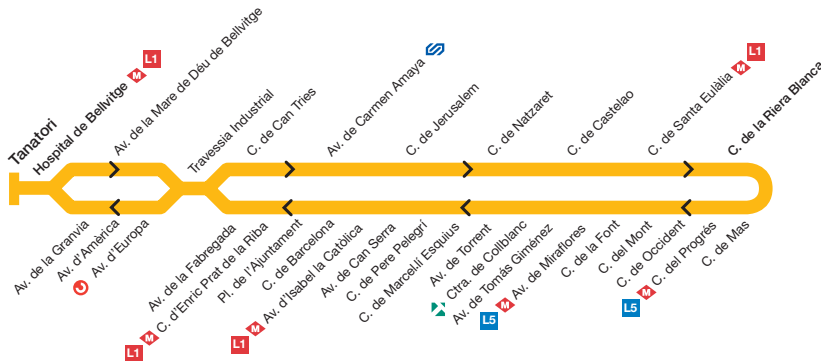 Tanatori
Hospital de Bellvitge M L1
Av. de la Mare de Déu de Bellvitge
Travessia Industrial
C. de Can Tries
Av. de Carmen Amaya
C. de Jerusalem
C. de Natzaret
C. de Castelao
C. de Santa Eulàlia M L1
C. de la Riera Blanca
Av. de la Granvia
Av. d'Amèrica
Av. d'Europa
Av. de la Fabregada
L1 M C. d'Enric Prat de la Riba
Pl. de l'Ajuntament
C. de Barcelona
L1 M Av. d'Isabel la Catòlica
Av. de Can Serra
C. de Pere Pelegrí
C. de Marcel.lí Esquius
Av. de Torrent
Ctra. de Collblanc
Av. de Tomás Giménez
L5 M Av. de Miraflores
C. de la Font
C. del Mont
C. de Occident
L5 M C. del Progrés
C. de Mas